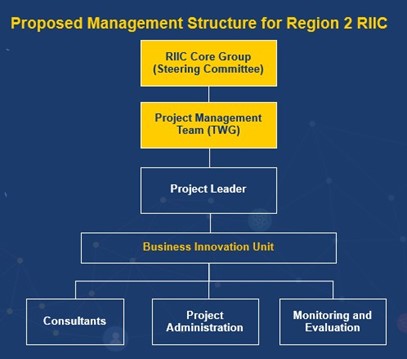 Proposed Management Structure for Region 2 RIIC
RIIC Core Group
(Steering Committee)
Project Management
Team (TWG)
Project Leader
Business Innovation Unit
Consultants
Project
Administration
Monitoring and
Evaluation